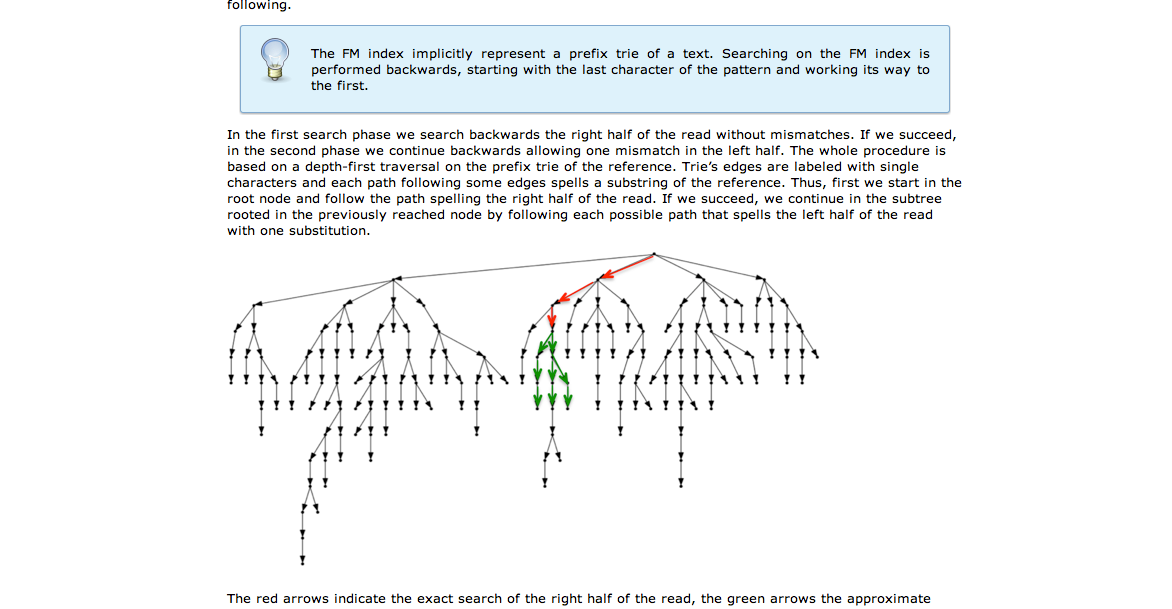 following.
The FM index implicitly represent a prefix trie of a text. Searching on the FM index is
performed backwards, starting with the last character of the pattern and working its way to
the first.
In the first search phase we search backwards the right half of the read without mismatches. If we succeed,
in the second phase we continue backwards allowing one mismatch in the left half. The whole procedure is
based on a depth-first traversal on the prefix trie of the reference. Trie’s edges are labeled with single
characters and each path following some edges spells a substring of the reference. Thus, first we start in the
root node and follow the path spelling the right half of the read. If we succeed, we continue in the subtree
rooted in the previously reached node by following each possible path that spells the left half of the read
with one substitution.
The red arrows indicate the exact search of the right half of the read, the green arrows the approximate